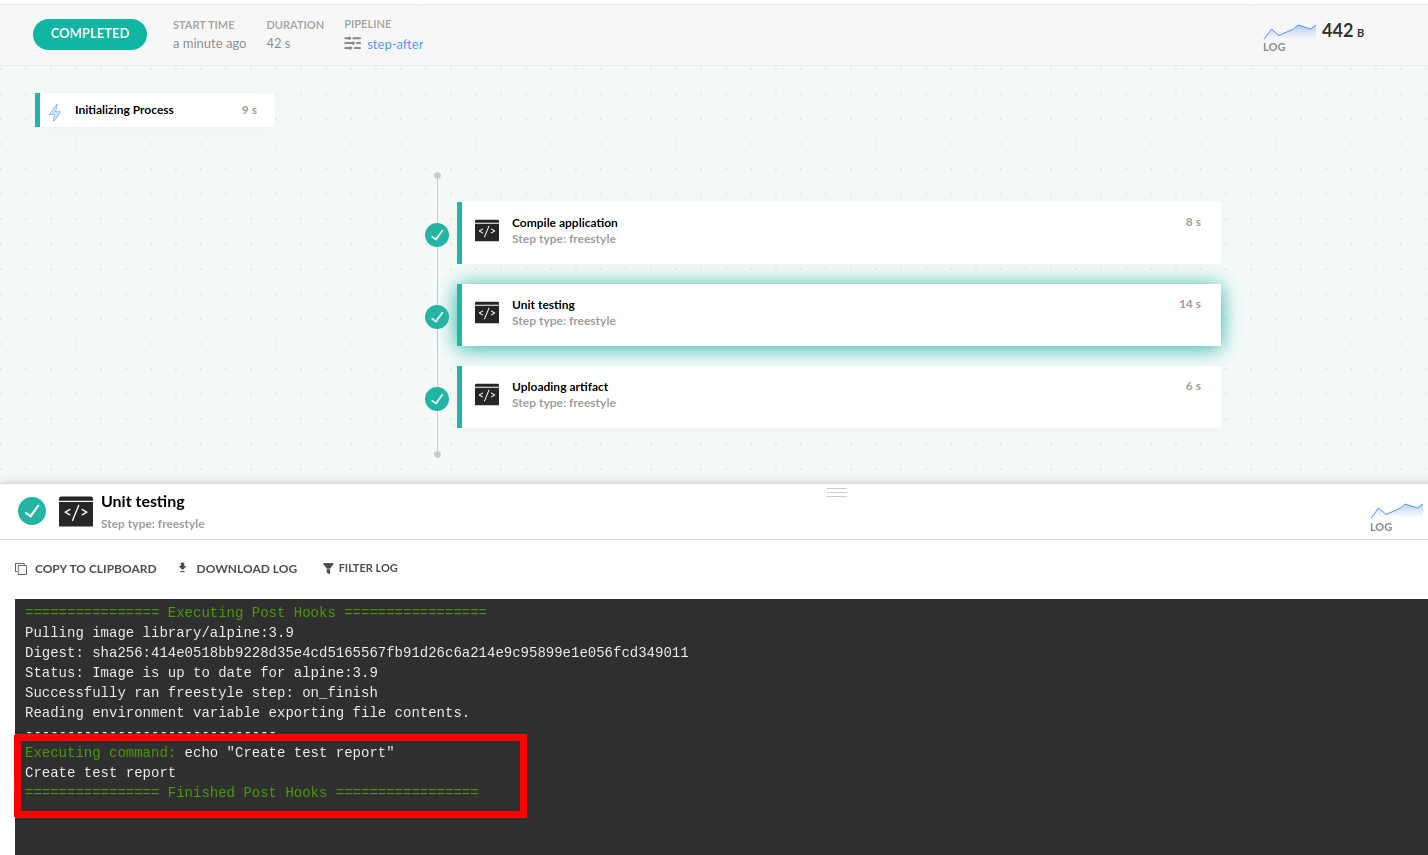 COMPLETED
START TIME
a minute ago
DURATION
42 s
PIPELINE
step-after
LOG
442 B
Initializing Process 9 s
Compile application 8 s
Step type: freestyle
Unit testing 14 s
Step type: freestyle
Uploading artifact 6 s
Step type: freestyle
Unit testing
Step type: freestyle
LOG
COPY TO CLIPBOARD DOWNLOAD LOG FILTER LOG
================ Executing Post Hooks =================
Pulling image library/alpine:3.9
Digest: sha256:414e0518bb9228d35e4cd5165567fb91d26c6a214e9c95899e1e056fcd349011
Status: Image is up to date for alpine:3.9
Successfully ran freestyle step: on_finish
Reading environment variable exporting file contents.
------------------------------
Executing command: echo "Create test report"
Create test report
================ Finished Post Hooks =================